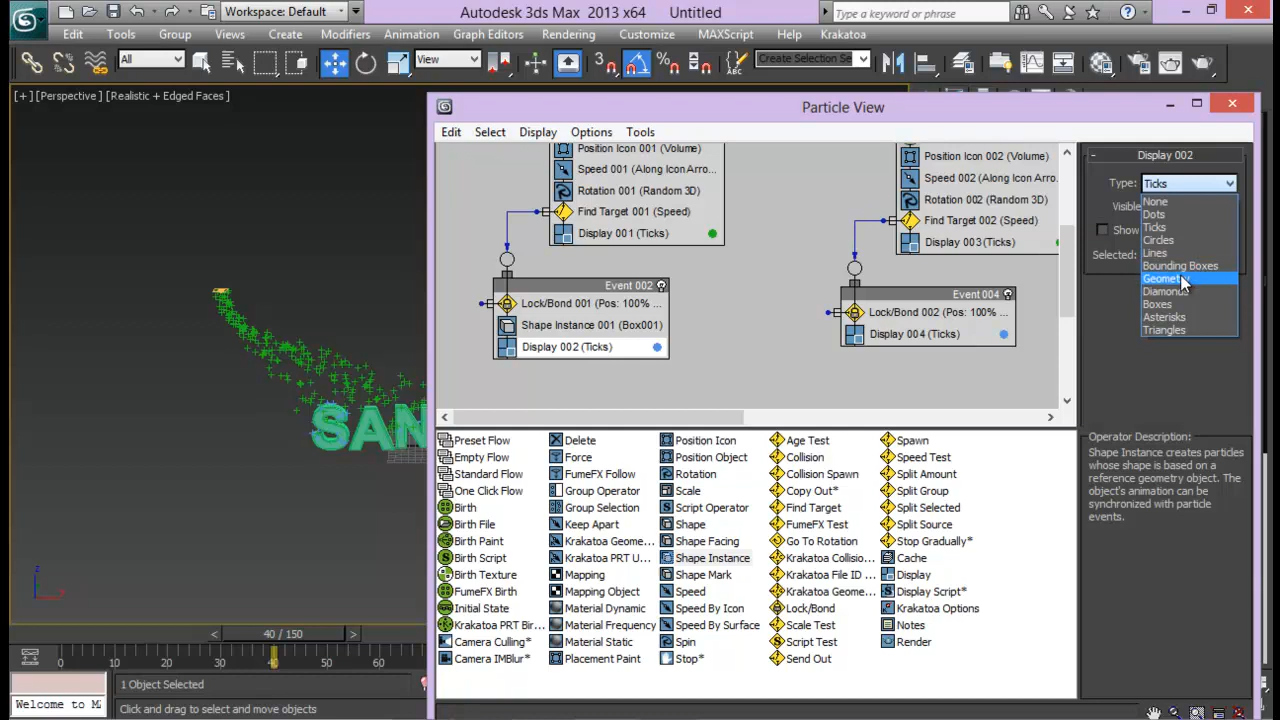 Workspace: Default
Autodesk 3ds Max 2013 x64
Untitled
Type a keyword or phrase
Edit
Tools
Group
Views
Create
Modifiers
Animation
Graph Editors
Rendering
Customize
MAXScript
Help
Krakatoa
All
View
3
Create Selection Se
[+] [Perspective] [Realistic + Edged Faces]
Particle View
Edit
Select
Display
Options
Tools
Position Icon 001 (Volume)
Speed 001 (Along Icon Arro...
Rotation 001 (Random 3D)
Find Target 001 (Speed)
Display 001 (Ticks)
Event 002
Lock/Bond 001 (Pos: 100% ...
Shape Instance 001 (Box001)
Display 002 (Ticks)
Position Icon 002 (Volume)
Speed 002 (Along Icon Arro...
Rotation 002 (Random 3D)
Find Target 002 (Speed)
Display 003 (Ticks)
Event 004
Lock/Bond 002 (Pos: 100% ...
Display 004 (Ticks)
Display 002
Type:
Ticks
Visible
Show
Selected:
None
Dots
Ticks
Circles
Lines
Bounding Boxes
Geometry
Diamonds
Boxes
Asterisks
Triangles
SAN
Preset Flow
Empty Flow
Standard Flow
One Click Flow
Birth
Birth File
Birth Paint
Birth Script
Birth Texture
FumeFX Birth
Initial State
Krakatoa PRT Bir...
Camera Culling*
Camera IMBlur*
Delete
Force
FumeFX Follow
Group Operator
Group Selection
Keep Apart
Krakatoa Geome...
Krakatoa PRT U...
Mapping
Mapping Object
Material Dynamic
Material Frequency
Material Static
Placement Paint
Position Icon
Position Object
Rotation
Scale
Script Operator
Shape
Shape Facing
Shape Instance
Shape Mark
Speed
Speed By Icon
Speed By Surface
Spin
Stop*
Age Test
Collision
Collision Spawn
Copy Out*
Find Target
FumeFX Test
Go To Rotation
Krakatoa Collisio...
Krakatoa File ID ...
Krakatoa Geome...
Lock/Bond
Scale Test
Script Test
Send Out
Spawn
Speed Test
Split Amount
Split Group
Split Selected
Split Source
Stop Gradually*
Cache
Display
Display Script*
Krakatoa Options
Notes
Render
Operator Description:
Shape Instance creates particles
whose shape is based on a
reference geometry object. The
object's animation can be
synchronized with particle
events.
z
x
40 / 150
0
10
20
30
40
50
60
1 Object Selected
Welcome to M
Click and drag to select and move objects